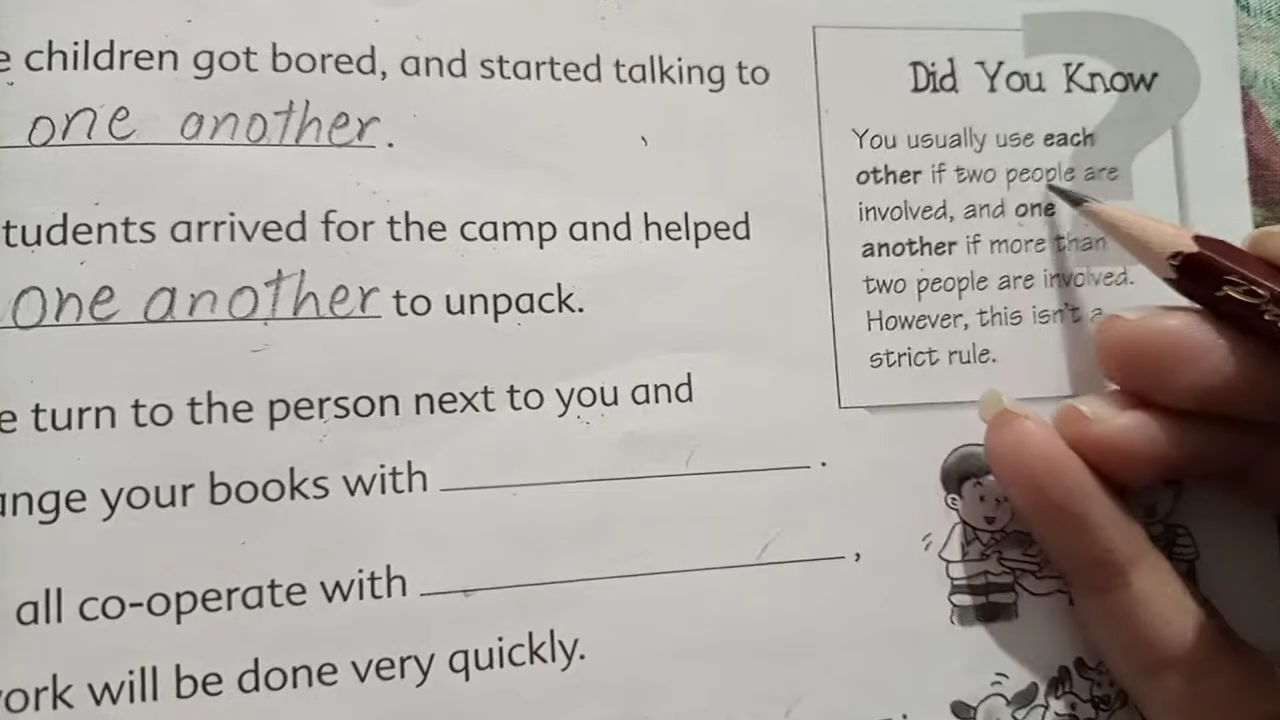 e children got bored, and started talking to
one another.
tudents arrived for the camp and helped
one another to unpack.
e turn to the person next to you and
ange your books with .
all co-operate with ,
ork will be done very quickly.
Did You Know
You usually use each
other if two people are
involved, and one
another if more than
two people are involved.
However, this isn't a
strict rule.